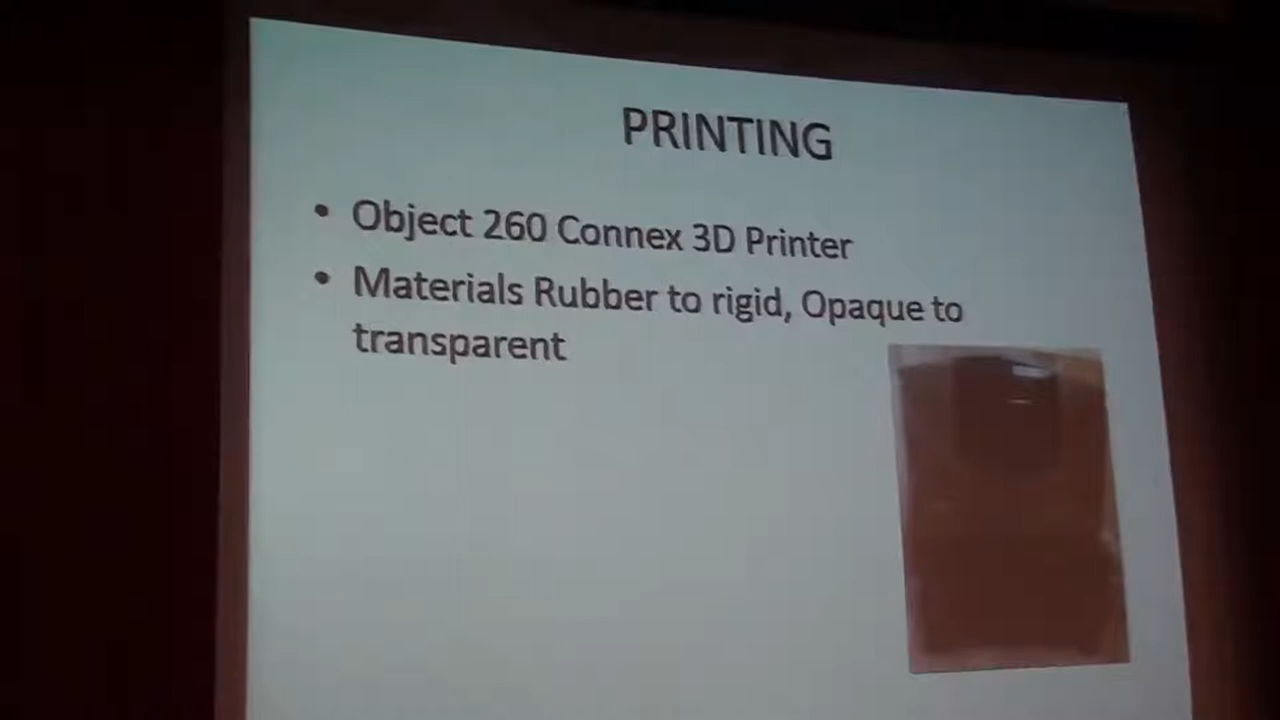 PRINTING
• Object 260 Connex 3D Printer
• Materials Rubber to rigid, Opaque to
transparent